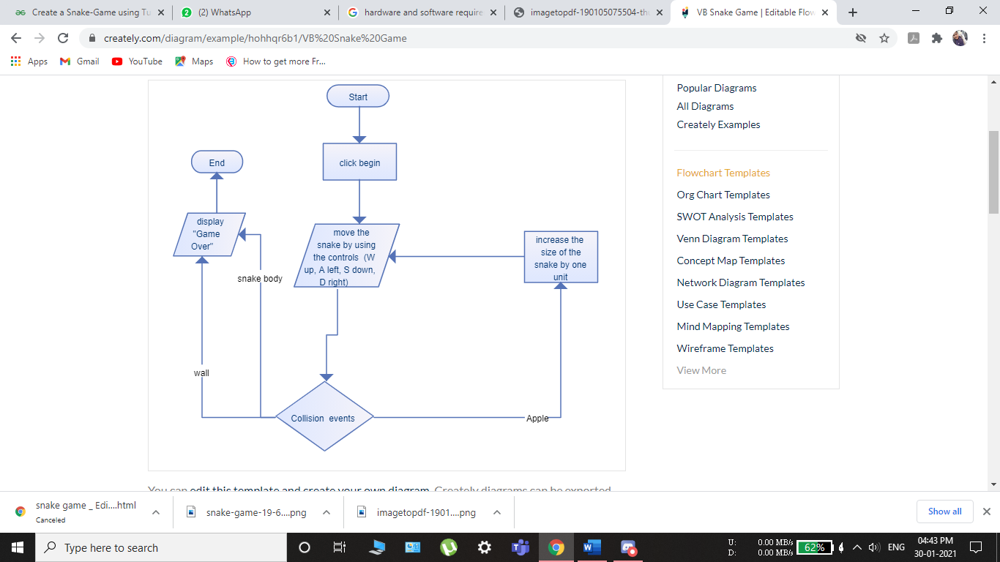 Create a Snake-Game using Tu
(2) WhatsApp
hardware and software require
imagetopdf-190105075504-th
VB Snake Game | Editable Flow
creately.com/diagram/example/hohhqr6b1/VB%20Snake%20Game
Apps
Gmail
YouTube
Maps
How to get more Fr...
Start
click begin
End
display
"Game
Over"
move the
snake by using
the controls (W
up, A left, S down,
D right)
increase the
size of the
snake by one
unit
snake body
wall
Collision events
Apple
Popular Diagrams
All Diagrams
Creately Examples
Flowchart Templates
Org Chart Templates
SWOT Analysis Templates
Venn Diagram Templates
Concept Map Templates
Network Diagram Templates
Use Case Templates
Mind Mapping Templates
Wireframe Templates
View More
You can edit this template and create your own diagram. Creately diagrams can be exported
snake game _ Edi....html
Canceled
snake-game-19-6....png
imagetopdf-1901....png
Show all
Type here to search
U: 0.00 MB/s
D: 0.00 MB/s
62%
ENG
04:43 PM
30-01-2021